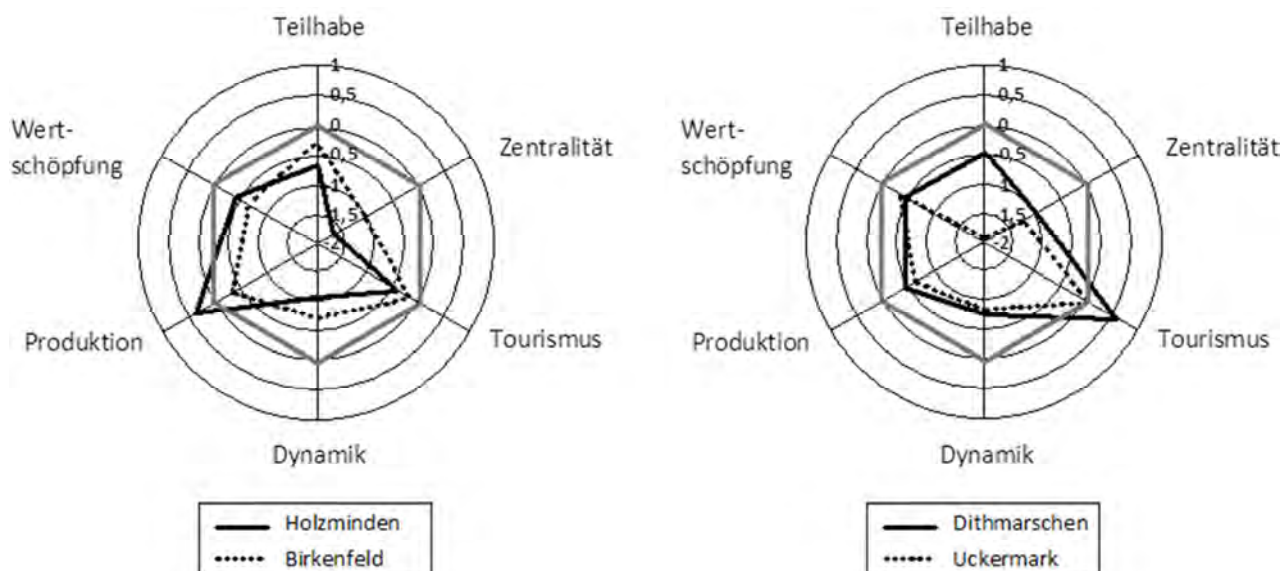 Teilhabe
1
0,5
0
0,5
1
1,5
-2
Wert-
schöpfung
Zentralität
Produktion
Tourismus
Dynamik
Holzminden
Birkenfeld
Teilhabe
1
0,5
0
0,5
1
1,5
-2
Wert-
schöpfung
Zentralität
Produktion
Tourismus
Dynamik
Dithmarschen
Uckermark